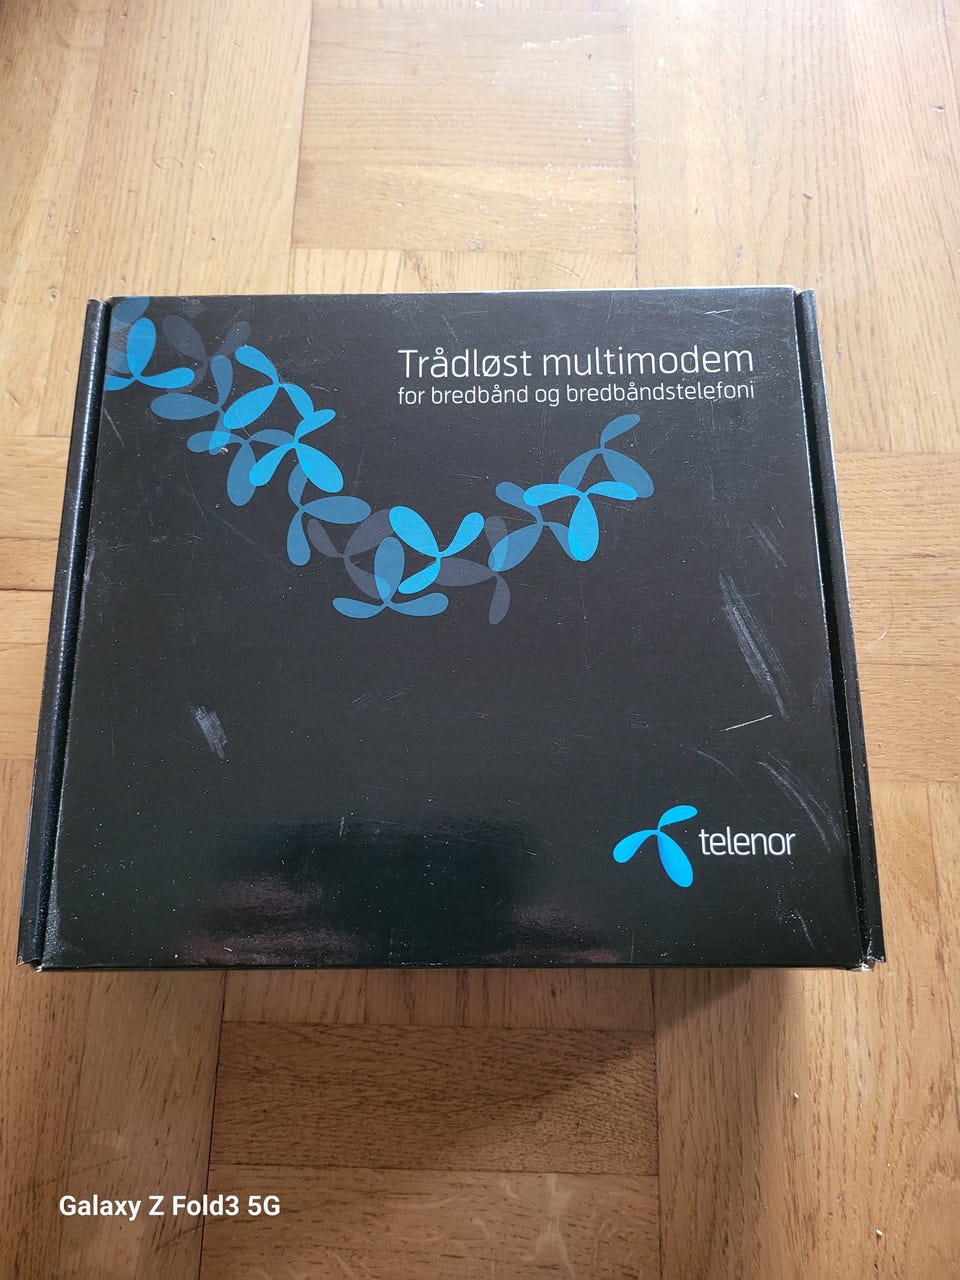 Trådløst multimodem
for bredbånd og bredbåndstelefoni
telenor
Galaxy Z Fold3 5G